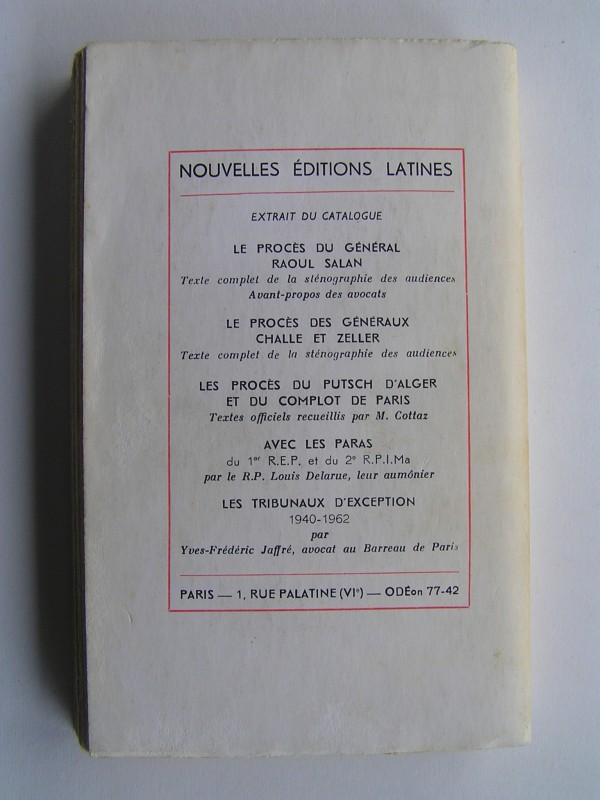 NOUVELLES ÉDITIONS LATINES
EXTRAIT DU CATALOGUE
LE PROCÈS DU GÉNÉRAL
RAOUL SALAN
Texte complet de la sténographie des audiences
Avant-propos des avocats
LE PROCÈS DES GÉNÉRAUX
CHALLE ET ZELLER
Texte complet de la sténographie des audiences
LES PROCÈS DU PUTSCH D'ALGER
ET DU COMPLOT DE PARIS
Textes officiels recueillis par M. Cottaz
AVEC LES PARAS
du 1er R.E.P. et du 2e R.P.I.Ma
par le R.P. Louis Delarue, leur aumônier
LES TRIBUNAUX D'EXCEPTION
1940-1962
par
Yves-Frédéric Jaffré, avocat au Barreau de Paris
PARIS — 1, RUE PALATINE (VIe) — ODÉon 77-42